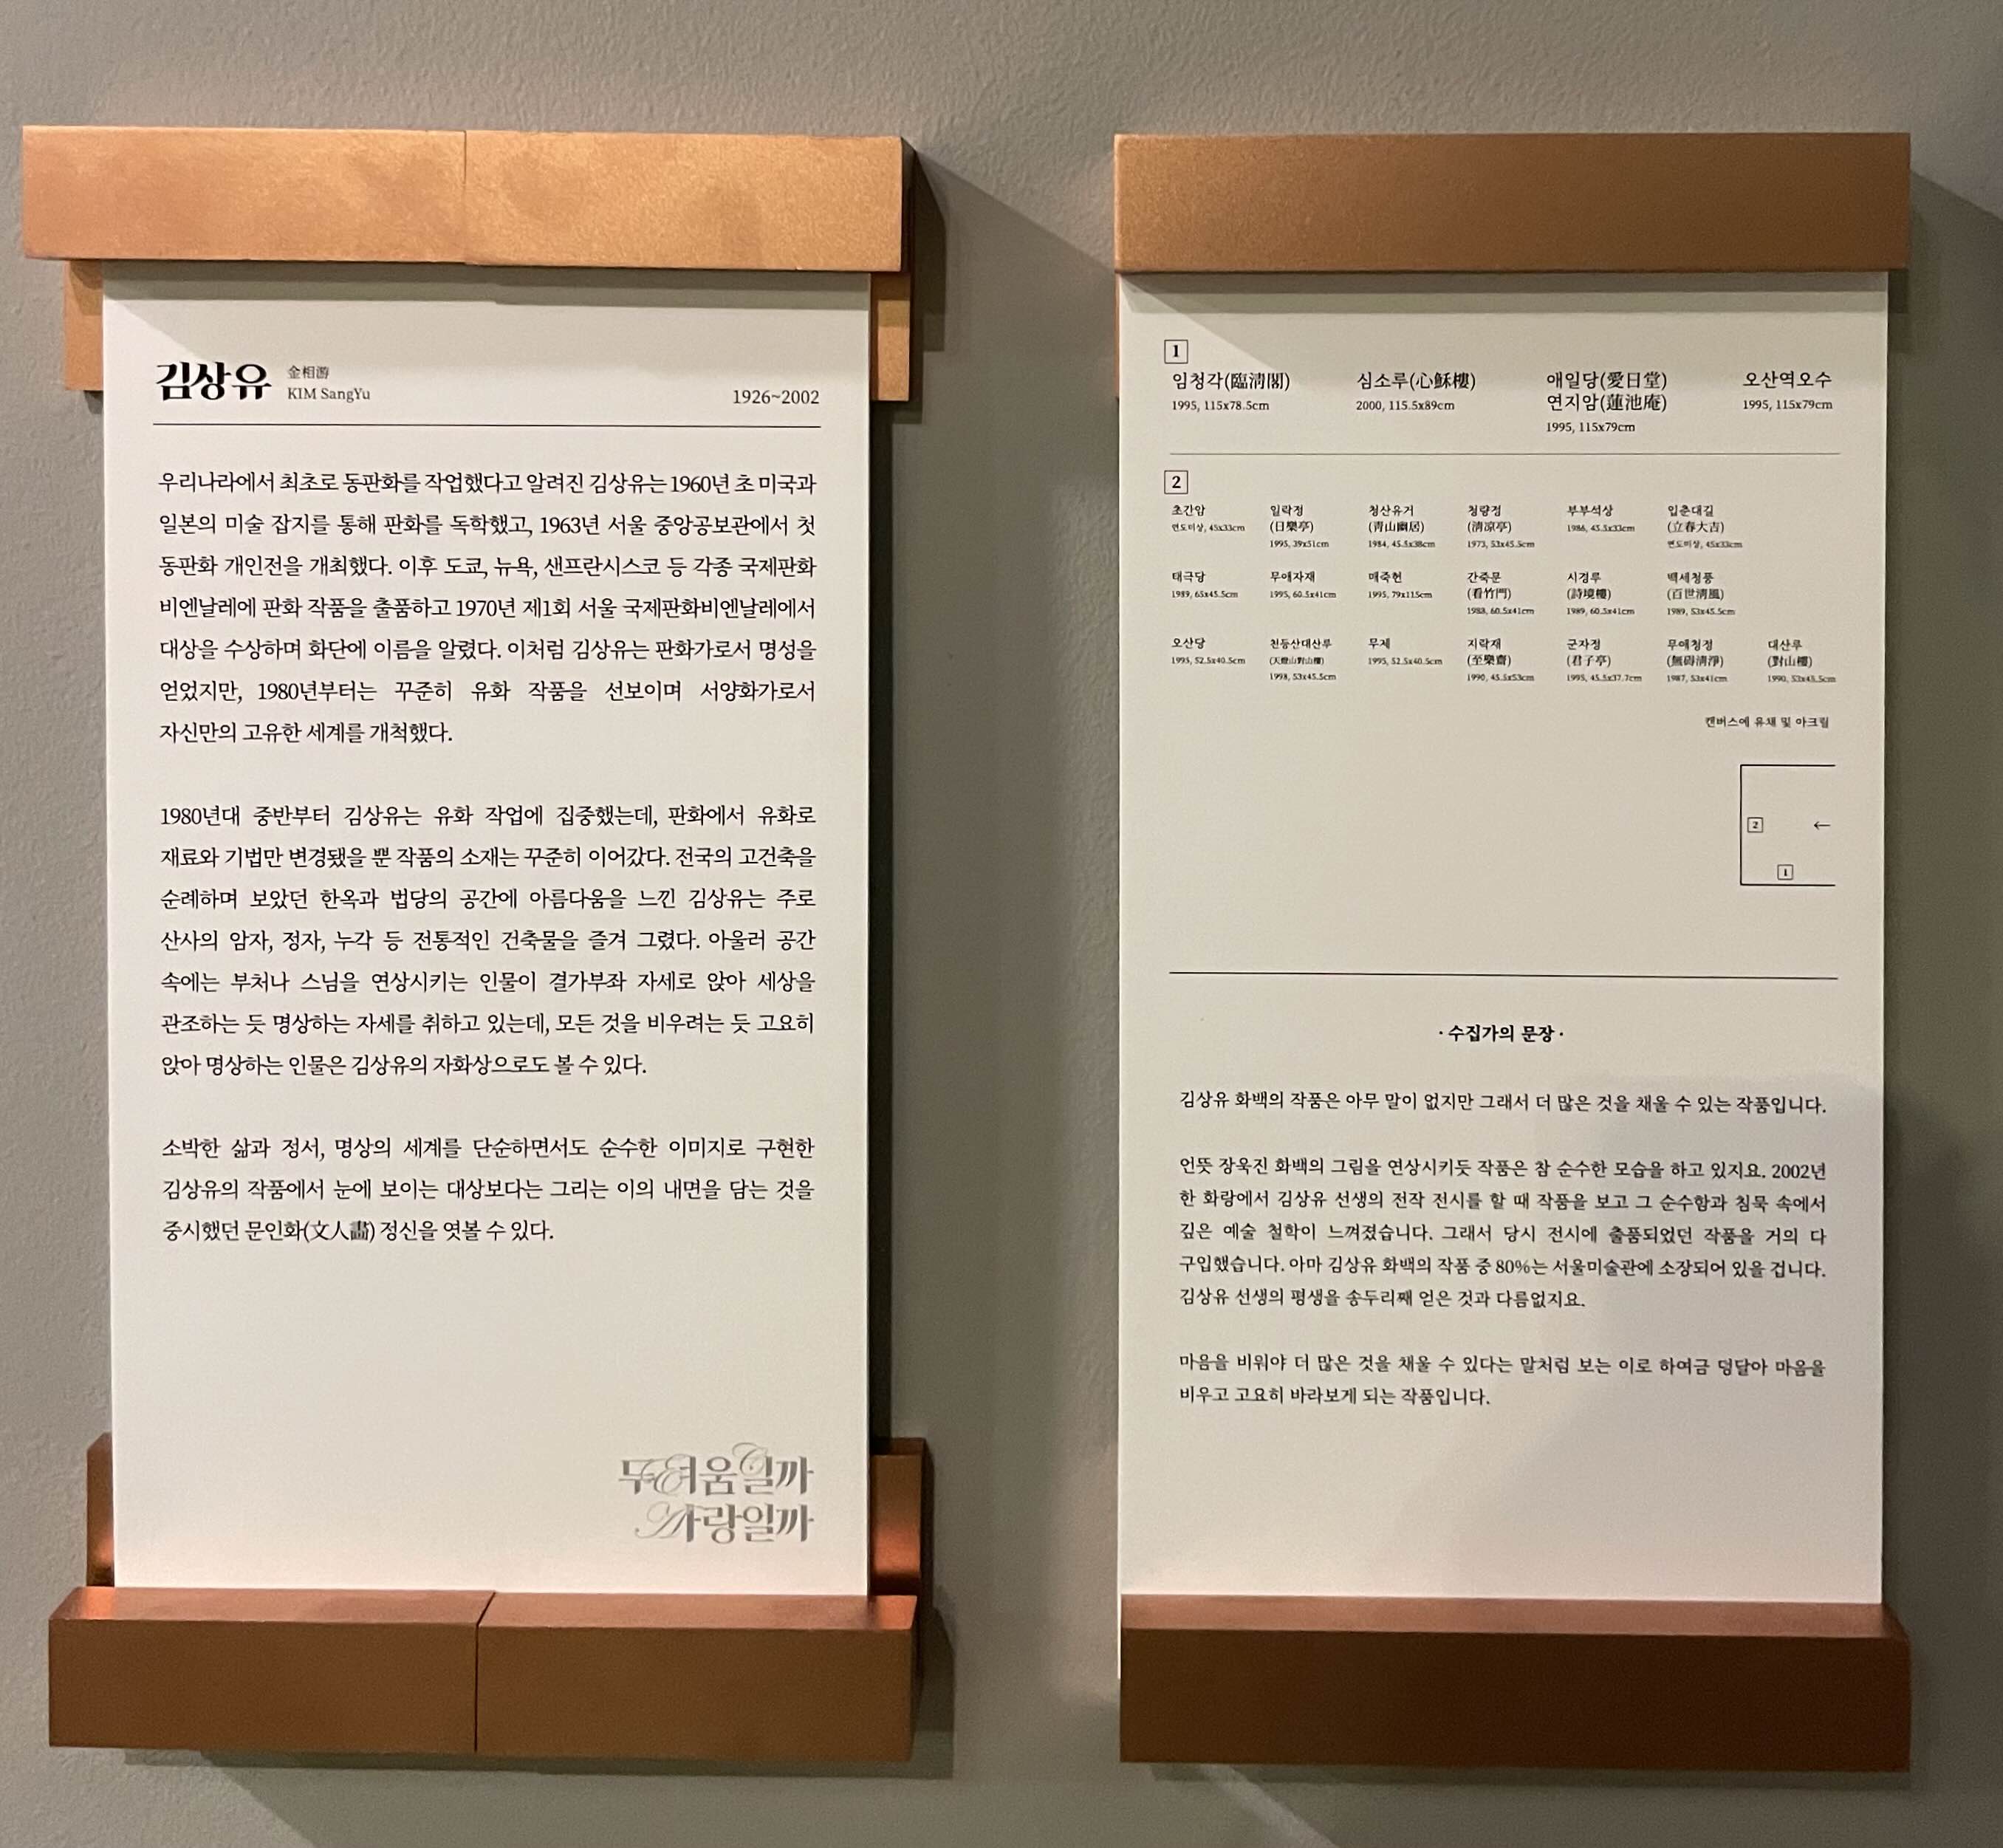 김상유 金相游
KIM SangYu
1926~2002
우리나라에서 최초로 동판화를 작업했다고 알려진 김상유는 1960년 초 미국과
일본의 미술 잡지를 통해 판화를 독학했고, 1963년 서울 중앙공보관에서 첫
동판화 개인전을 개최했다. 이후 도쿄, 뉴욕, 샌프란시스코 등 각종 국제판화
비엔날레에 판화 작품을 출품하고 1970년 제1회 서울 국제판화비엔날레에서
대상을 수상하며 화단에 이름을 알렸다. 이처럼 김상유는 판화가로서 명성을
얻었지만, 1980년부터는 꾸준히 유화 작품을 선보이며 서양화가로서
자신만의 고유한 세계를 개척했다.
1980년대 중반부터 김상유는 유화 작업에 집중했는데, 판화에서 유화로
재료와 기법만 변경됐을 뿐 작품의 소재는 꾸준히 이어갔다. 전국의 고건축을
순례하며 보았던 한옥과 법당의 공간에 아름다움을 느낀 김상유는 주로
산사의 암자, 정자, 누각 등 전통적인 건축물을 즐겨 그렸다. 아울러 공간
속에는 부처나 스님을 연상시키는 인물이 결가부좌 자세로 앉아 세상을
관조하는 듯 명상하는 자세를 취하고 있는데, 모든 것을 비우려는 듯 고요히
앉아 명상하는 인물은 김상유의 자화상으로도 볼 수 있다.
소박한 삶과 정서, 명상의 세계를 단순하면서도 순수한 이미지로 구현한
김상유의 작품에서 눈에 보이는 대상보다는 그리는 이의 내면을 담는 것을
중시했던 문인화(文人畵) 정신을 엿볼 수 있다.
두려움일까
사랑일까
1
임청각(臨淸閣) 심소루(心穌樓) 애일당(愛日堂) 오산역오수
연지암(蓮池庵)
1995, 115x78.5cm 2000, 115.5x89cm 1995, 115x79cm 1995, 115x79cm
2
초간암 일락정 청산유거 청량정 부부석상 입춘대길
(日樂亭) (靑山幽居) (淸凉亭) (立春大吉)
연도미상, 45x33cm 1995, 39x51cm 1984, 45.5x38cm 1973, 53x45.5cm 1986, 45.5x33cm 연도미상, 45x33cm
태극당 무애자재 매죽헌 간죽문 시경루 백세청풍
(看竹門) (詩境樓) (百世淸風)
1989, 65x45.5cm 1995, 60.5x41cm 1995, 79x115cm 1988, 60.5x41cm 1989, 60.5x41cm 1989, 53x45.5cm
오산당 천등산대산루 무제 지락재 군자정 무애청정 대산루
(天燈山對山樓) (至樂齋) (君子亭) (無碍淸淨) (對山樓)
1995, 52.5x40.5cm 1998, 53x45.5cm 1995, 52.5x40.5cm 1990, 45.5x53cm 1995, 45.5x37.7cm 1987, 53x41cm 1990, 53x45.5cm
캔버스에 유채 및 아크릴
2 ←
1
· 수집가의 문장 ·
김상유 화백의 작품은 아무 말이 없지만 그래서 더 많은 것을 채울 수 있는 작품입니다.
언뜻 장욱진 화백의 그림을 연상시키듯 작품은 참 순수한 모습을 하고 있지요. 2002년
한 화랑에서 김상유 선생의 전작 전시를 할 때 작품을 보고 그 순수함과 침묵 속에서
깊은 예술 철학이 느껴졌습니다. 그래서 당시 전시에 출품되었던 작품을 거의 다
구입했습니다. 아마 김상유 화백의 작품 중 80%는 서울미술관에 소장되어 있을 겁니다.
김상유 선생의 평생을 송두리째 얻은 것과 다름없지요.
마음을 비워야 더 많은 것을 채울 수 있다는 말처럼 보는 이로 하여금 덩달아 마음을
비우고 고요히 바라보게 되는 작품입니다.